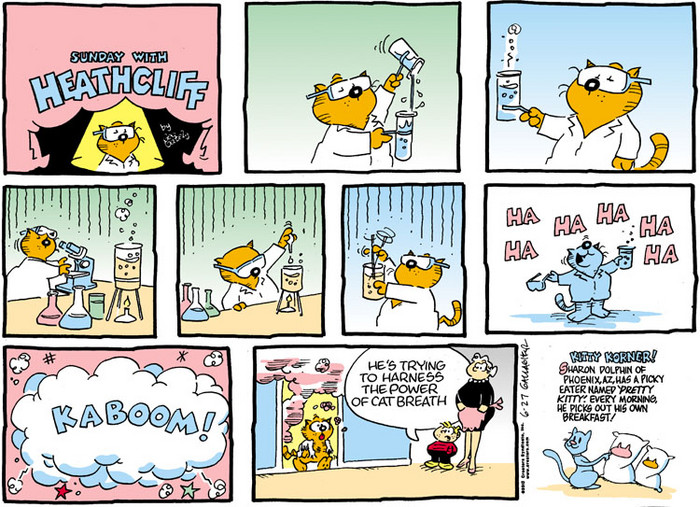 SUNDAY WITH
HEATHCLIFF
by
HA HA HA HA
HA HA
KABOOM!
HE'S TRYING
TO HARNESS
THE POWER
OF CAT BREATH
6-27 GALLAGHER
KITTY KORNER!
SHARON DOLPHIN OF
PHOENIX, AZ, HAS A PICKY
EATER NAMED "PRETTY
KITTY". EVERY MORNING,
HE PICKS OUT HIS OWN
BREAKFAST!